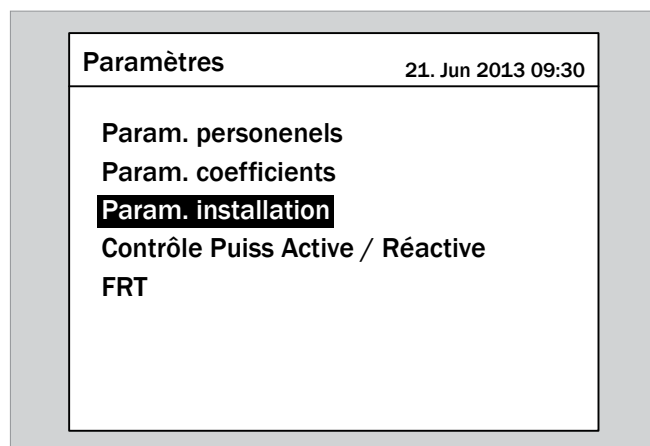 Paramètres
21. Jun 2013 09:30
Param. personenels
Param. coefficients
Param. installation
Contrôle Puiss Active / Réactive
FRT